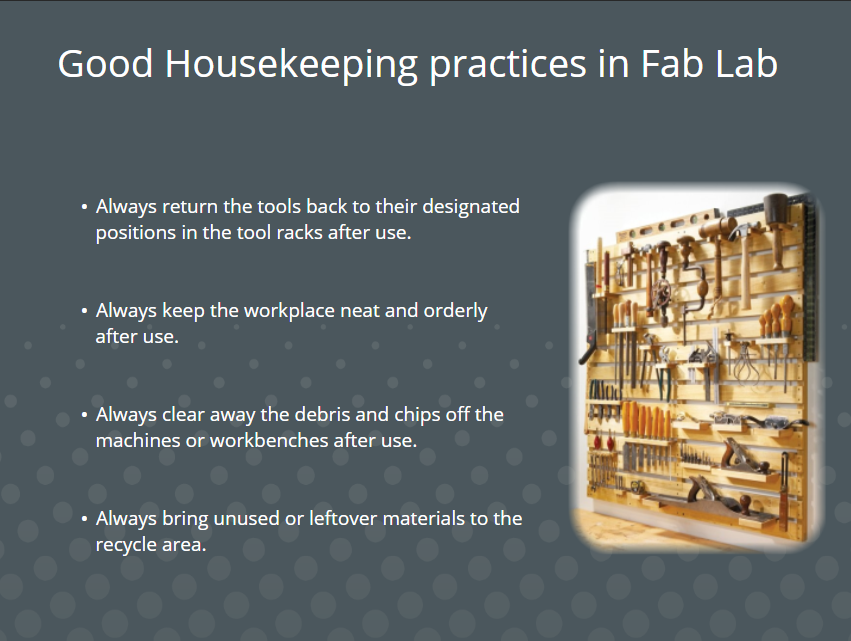 Good Housekeeping practices in Fab Lab
• Always return the tools back to their designated
positions in the tool racks after use.
• Always keep the workplace neat and orderly
after use.
• Always clear away the debris and chips off the
machines or workbenches after use.
• Always bring unused or leftover materials to the
recycle area.